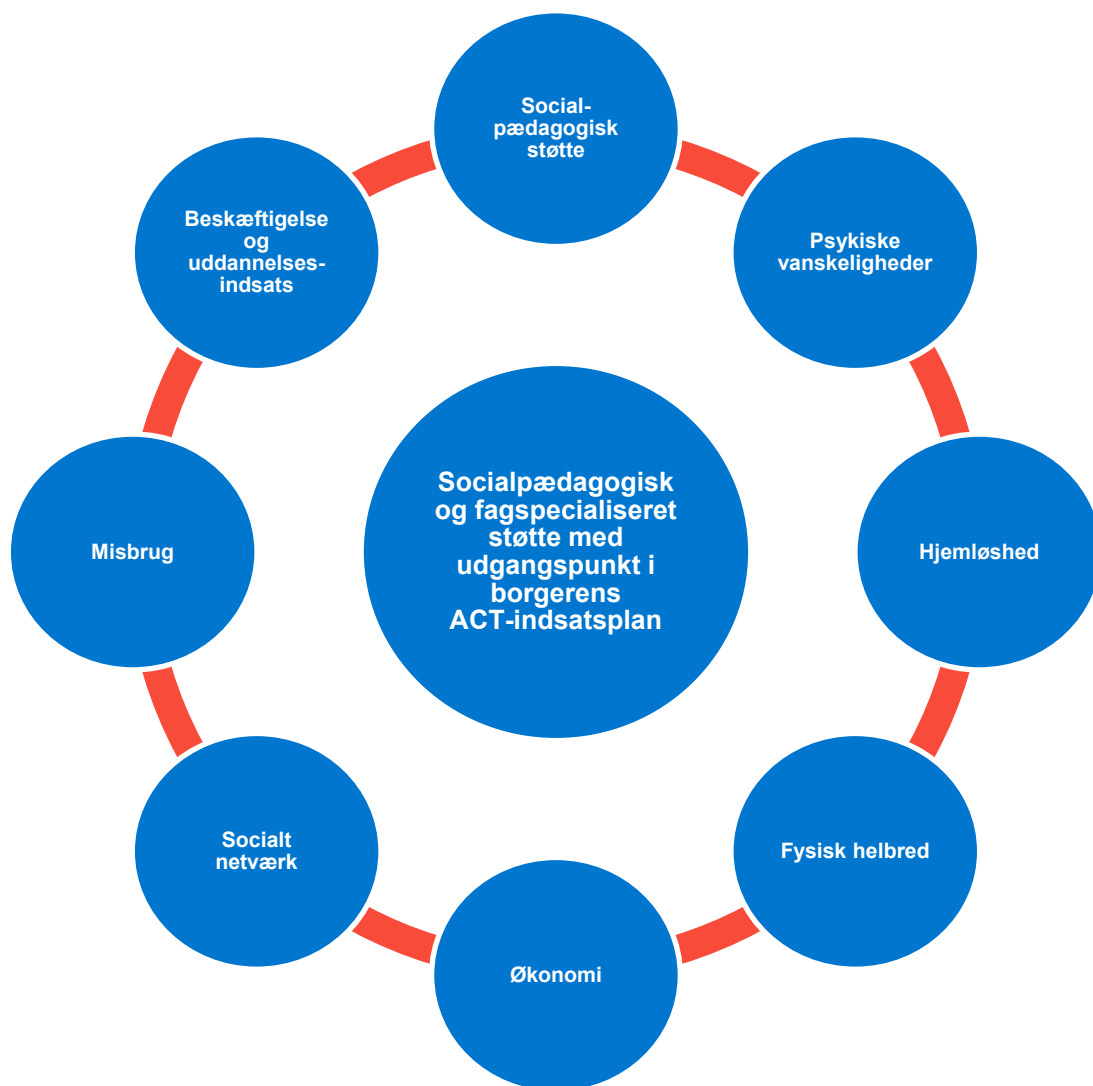 Social-
pædagogisk
støtte
Psykiske
vanskeligheder
Hjemløshed
Fysisk helbred
Økonomi
Socialt
netværk
Misbrug
Beskæftigelse
og
uddannelses-
indsats
Socialpædagogisk
og fagspecialiseret
støtte med
udgangspunkt i
borgerens
ACT-indsatsplan